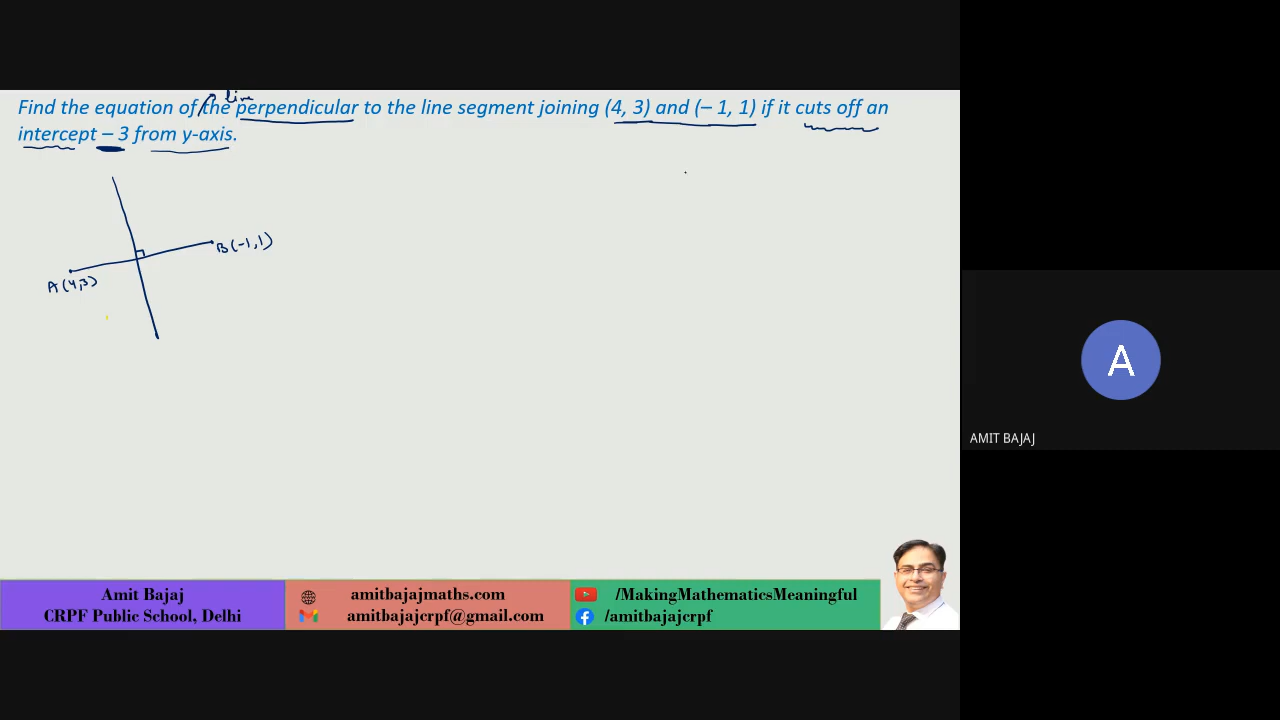 line
Find the equation of the perpendicular to the line segment joining (4, 3) and (– 1, 1) if it cuts off an
intercept – 3 from y-axis.
B(-1,1)
A(4,3)
A
AMIT BAJAJ
Amit Bajaj
CRPF Public School, Delhi
amitbajajmaths.com
amitbajajcrpf@gmail.com
/MakingMathematicsMeaningful
/amitbajajcrpf